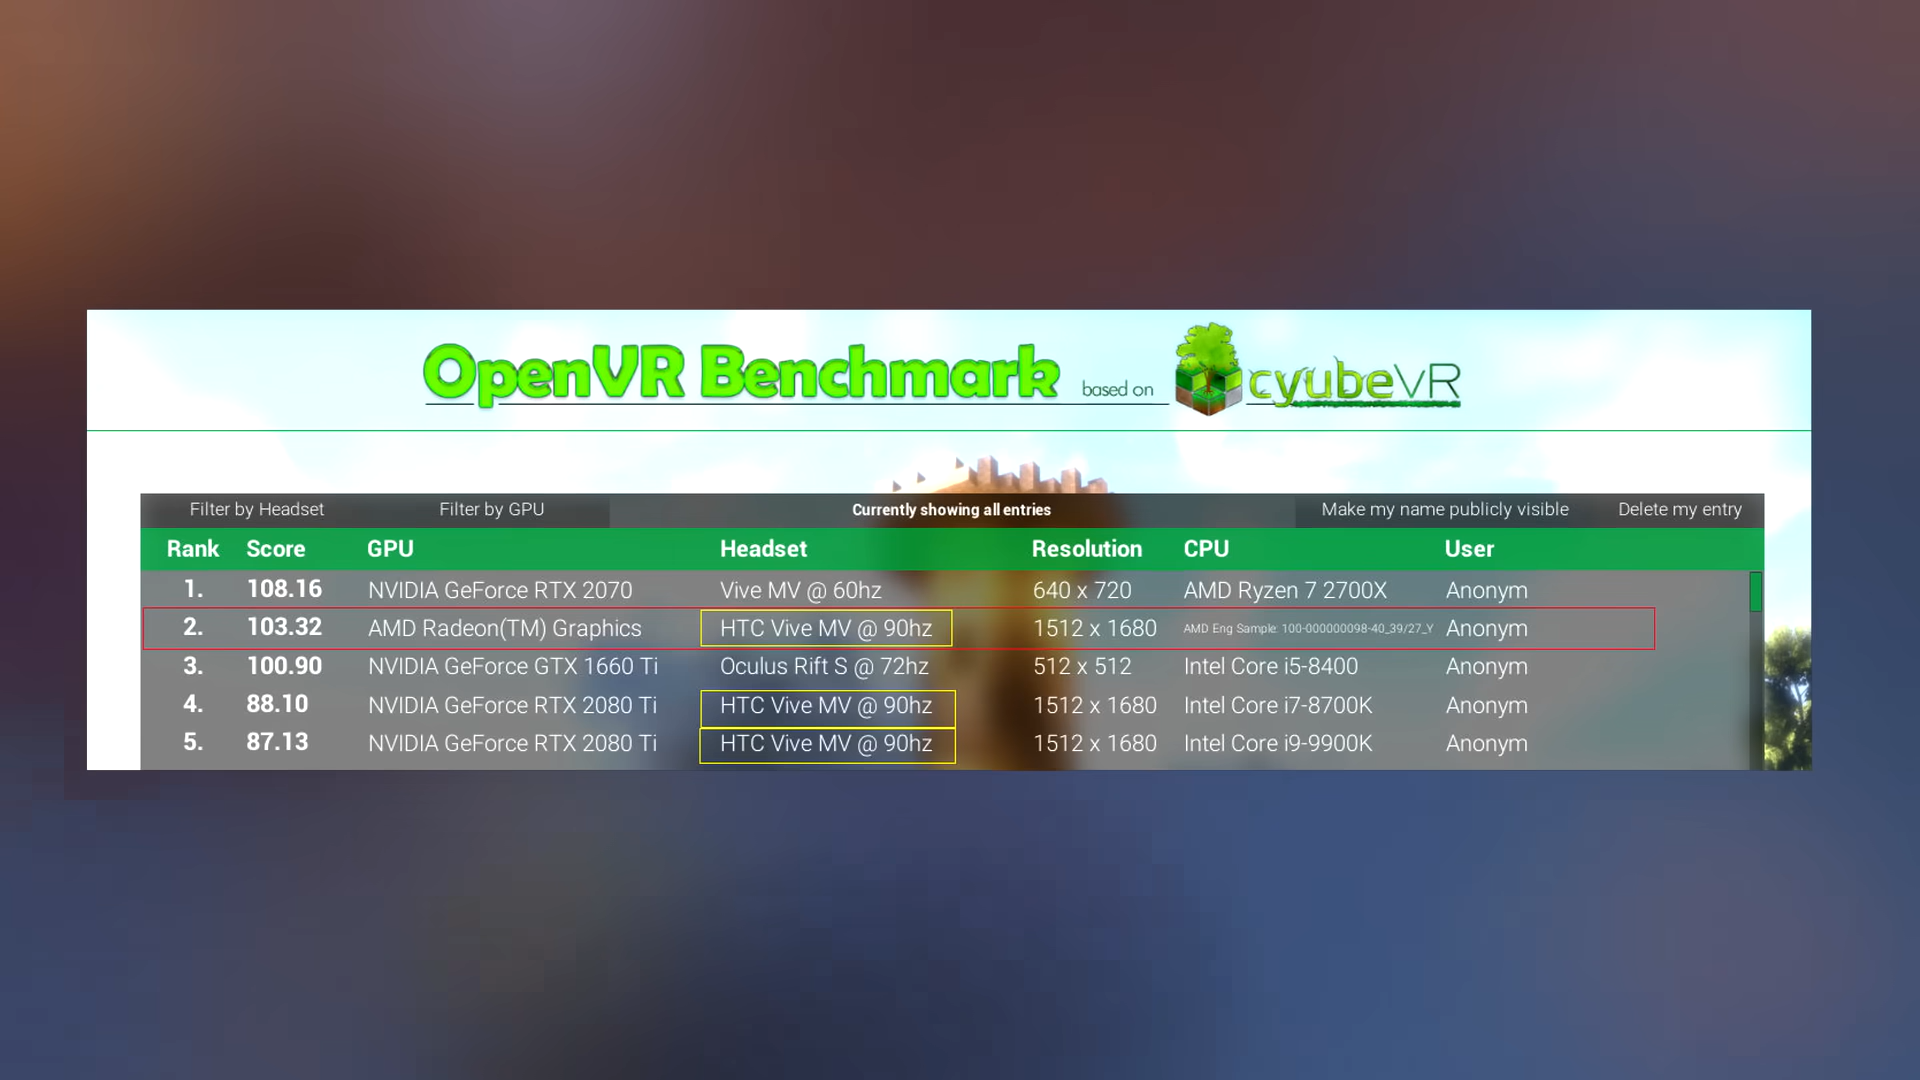 OpenVR Benchmark based on cyubeVR
Filter by Headset Filter by GPU Currently showing all entries Make my name publicly visible Delete my entry
Rank Score GPU Headset Resolution CPU User
1. 108.16 NVIDIA GeForce RTX 2070 Vive MV @ 60hz 640 x 720 AMD Ryzen 7 2700X Anonym
2. 103.32 AMD Radeon(TM) Graphics HTC Vive MV @ 90hz 1512 x 1680 AMD Eng Sample: 100-000000098-40_39/27_Y Anonym
3. 100.90 NVIDIA GeForce GTX 1660 Ti Oculus Rift S @ 72hz 512 x 512 Intel Core i5-8400 Anonym
4. 88.10 NVIDIA GeForce RTX 2080 Ti HTC Vive MV @ 90hz 1512 x 1680 Intel Core i7-8700K Anonym
5. 87.13 NVIDIA GeForce RTX 2080 Ti HTC Vive MV @ 90hz 1512 x 1680 Intel Core i9-9900K Anonym